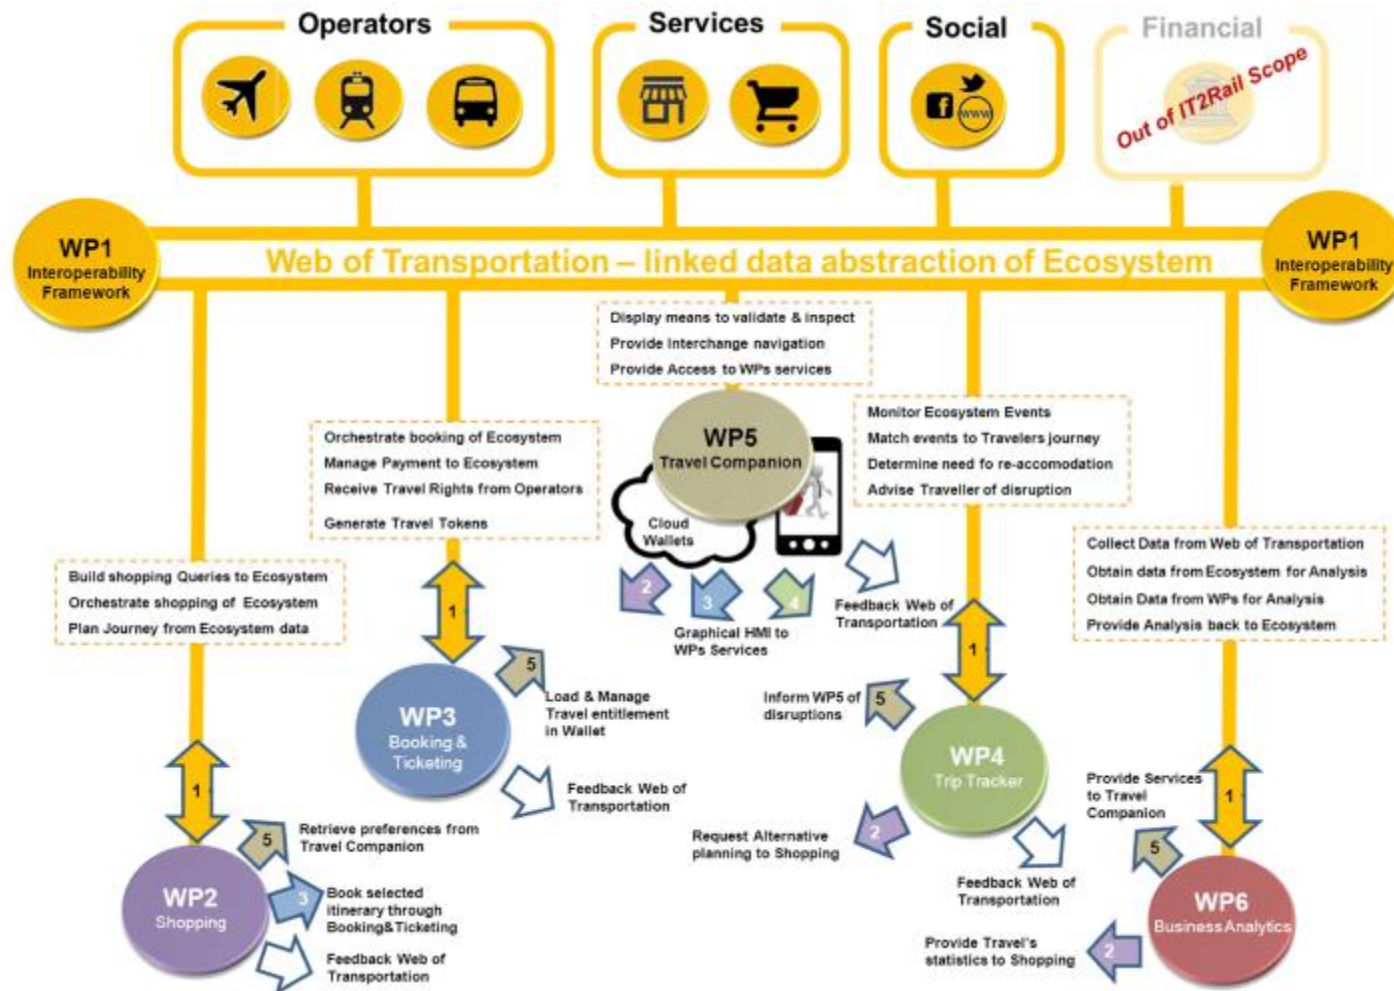 Operators
Services
Social
Financial
Out of IT2Rail Scope
f
www
WP1
Interoperability
Framework
Web of Transportation – linked data abstraction of Ecosystem
WP1
Interoperability
Framework
Display means to validate & inspect
Provide Interchange navigation
Provide Access to WPs services
WP5
Travel Companion
Cloud
Wallets
2
3
4
Graphical HMI to
WPs Services
Feedback Web of
Transportation
Orchestrate booking of Ecosystem
Manage Payment to Ecosystem
Receive Travel Rights from Operators
Generate Travel Tokens
1
WP3
Booking &
Ticketing
5
Load & Manage
Travel entitlement
in Wallet
Feedback Web of
Transportation
Build shopping Queries to Ecosystem
Orchestrate shopping of Ecosystem
Plan Journey from Ecosystem data
1
WP2
Shopping
5
Retrieve preferences from
Travel Companion
3
Book selected
itinerary through
Booking&Ticketing
Feedback Web of
Transportation
Monitor Ecosystem Events
Match events to Travelers journey
Determine need fo re-accomodation
Advise Traveller of disruption
1
Inform WP5 of
disruptions
5
WP4
Trip Tracker
Request Alternative
planning to Shopping
2
Feedback Web of
Transportation
Collect Data from Web of Transportation
Obtain data from Ecosystem for Analysis
Obtain Data from WPs for Analysis
Provide Analysis back to Ecosystem
1
Provide Services
to Travel
Companion
5
WP6
Business Analytics
Provide Travel's
statistics to Shopping
2